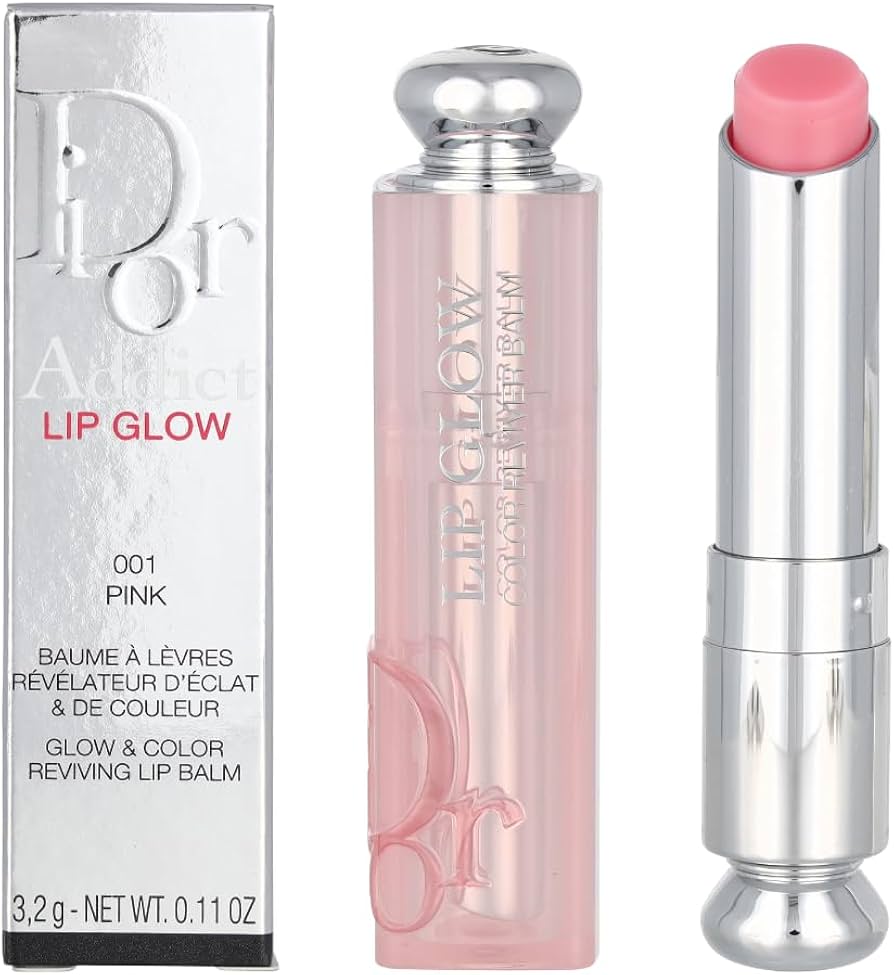 Dior
Addict
LIP GLOW
001
PINK
BAUME À LÈVRES
RÉVÉLATEUR D'ÉCLAT
& DE COULEUR
GLOW & COLOR
REVIVING LIP BALM
3,2 g - NET WT. 0.11 OZ
LIP GLOW
COLOR REVIVER BALM
Dior